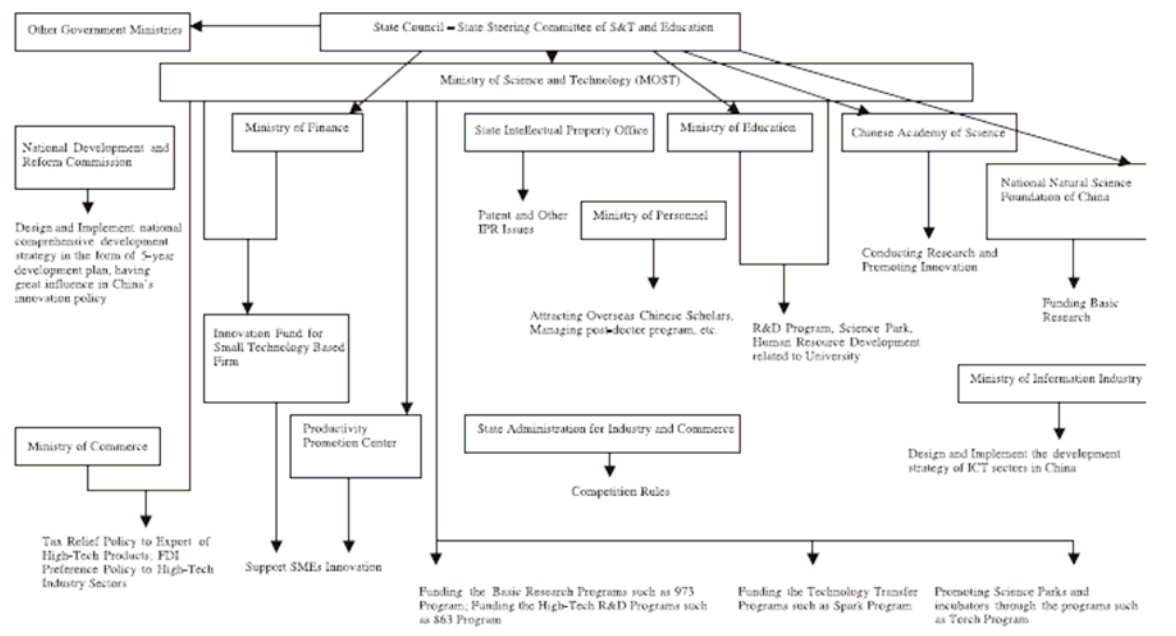 Other Government Ministries
State Council – State Steering Committee of S&T and Education
Ministry of Science and Technology (MOST)
Ministry of Finance
State Intellectual Property Office
Ministry of Education
Chinese Academy of Science
National Development and
Reform Commission
National Natural Science
Foundation of China
Patent and Other
IPR Issues
Ministry of Personnel
Design and Implement national
comprehensive development
strategy in the form of 5-year
development plan, having
great influence in China's
innovation policy
Conducting Research and
Promoting Innovation
Funding Basic
Research
Attracting Overseas Chinese Scholars,
Managing post-doctor program, etc.
R&D Program, Science Park,
Human Resource Development
related to University
Innovation Fund for
Small Technology Based
Firm
Ministry of Information Industry
Productivity
Promotion Center
State Administration for Industry and Commerce
Ministry of Commerce
Design and Implement the development
strategy of ICT sectors in China
Competition Rules
Tax Relief Policy to Export of
High-Tech Products; FDI
Preference Policy to High-Tech
Industry Sectors
Support SMEs Innovation
Funding the Basic Research Programs such as 973
Program; Funding the High-Tech R&D Programs such
as 863 Program
Funding the Technology Transfer
Programs such as Spark Program
Promoting Science Parks and
incubators through the programs such
as Torch Program